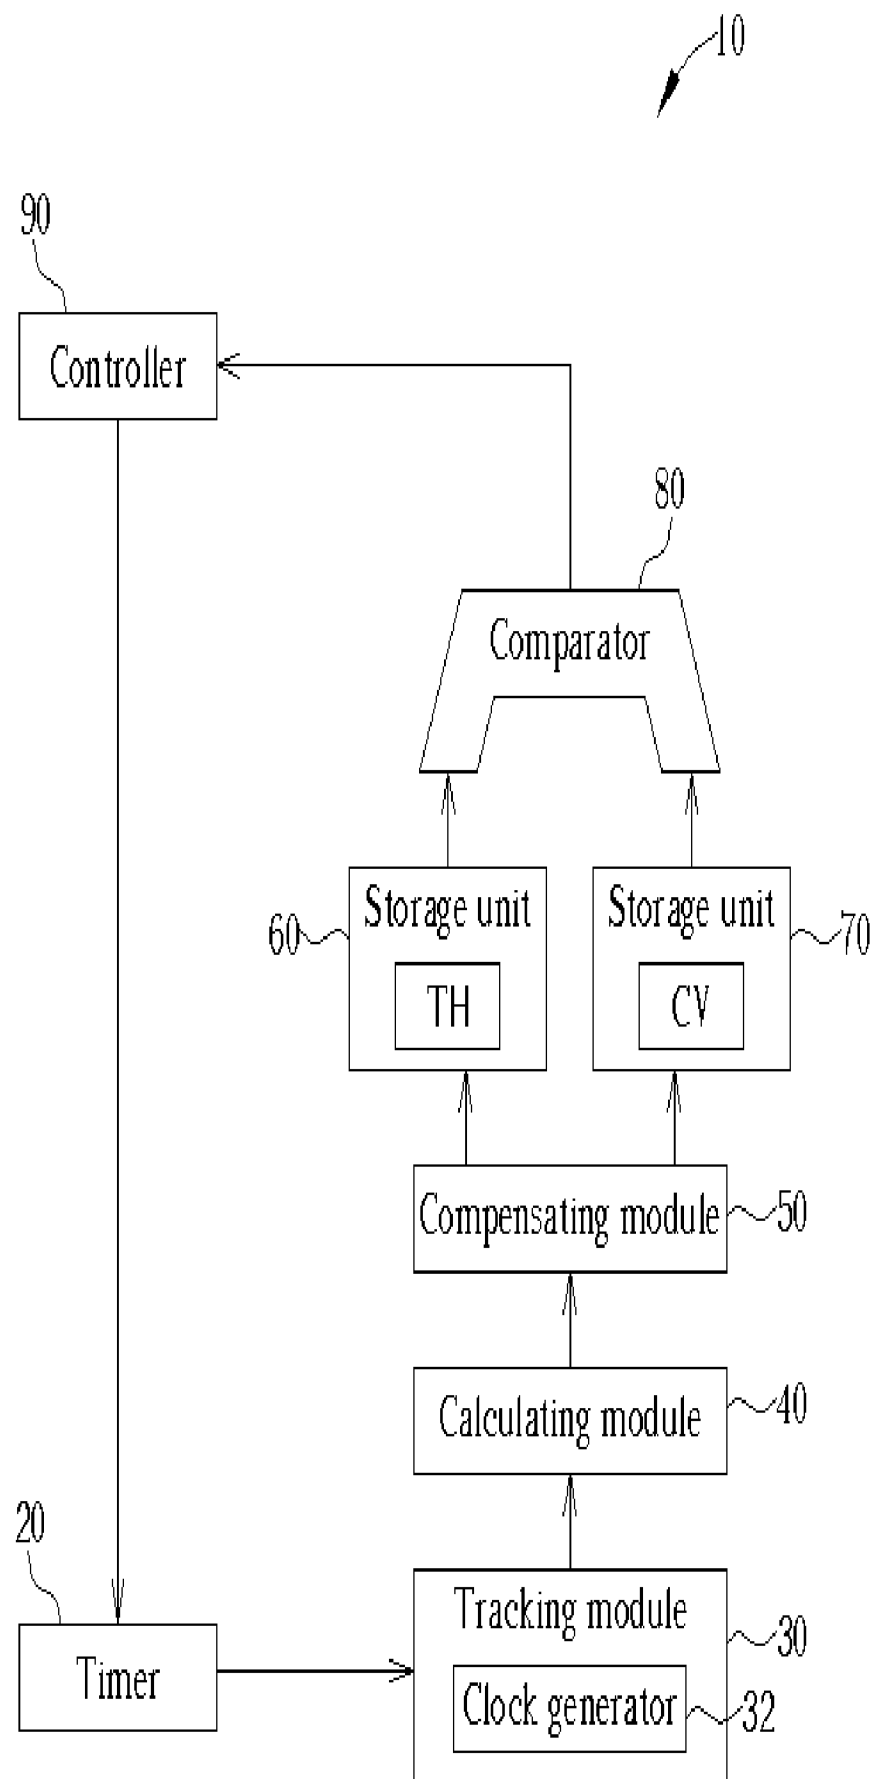 10
90
Controller
80
Comparator
Storage unit
Storage unit
60
70
TH
CV
Compensating module
50
Calculating module
40
20
Tracking module
30
Timer
Clock generator
32